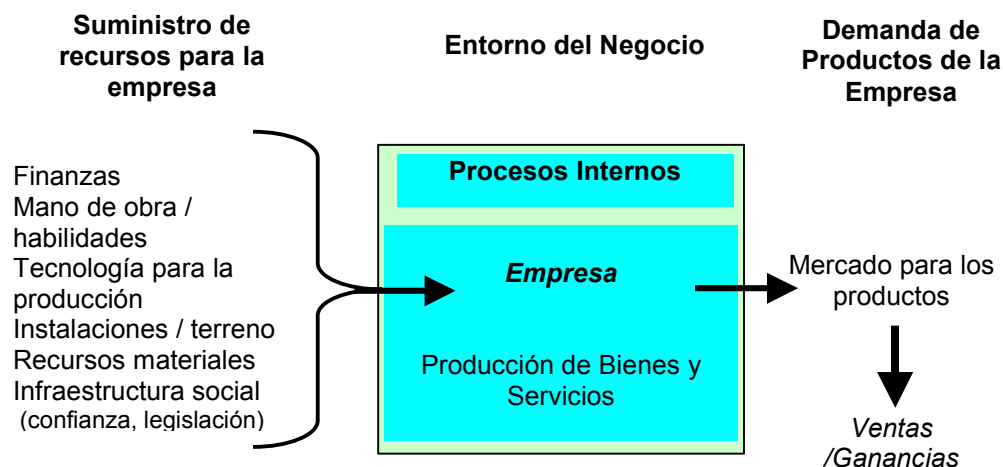 Suministro de
recursos para la
empresa
Entorno del Negocio
Demanda de
Productos de la
Empresa
Finanzas
Mano de obra /
habilidades
Tecnología para la
producción
Instalaciones / terreno
Recursos materiales
Infraestructura social
(confianza, legislación)
Procesos Internos
Empresa
Producción de Bienes y
Servicios
Mercado para los
productos
Ventas
/Ganancias